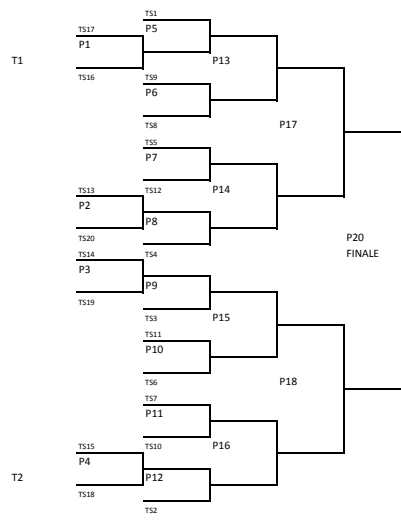 TS1
TS17
P5
P1
T1
P13
TS16
TS9
P6
TS8
P17
TS5
P7
TS13
TS12
P14
P2
P8
TS20
P20
TS4
FINALE
TS14
P3
P9
TS19
TS3
P15
TS11
P10
TS6
P18
TS7
P11
TS15
TS10
P16
P4
T2
P12
TS18
TS2